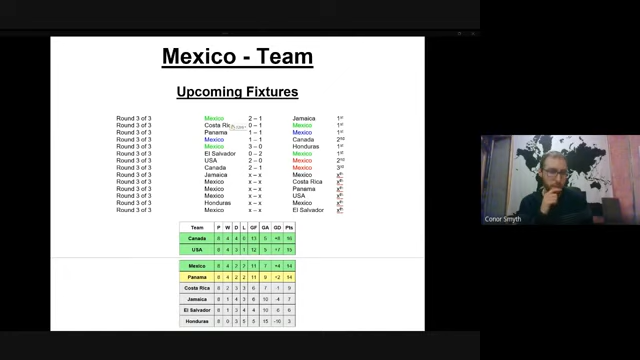 Mexico - Team
Upcoming Fixtures
Round 3 of 3 Mexico 2 – 1 Jamaica 1st
Round 3 of 3 Costa Ric 0 – 1 Mexico 1st
Round 3 of 3 Panama 1 – 1 Mexico 1st
Round 3 of 3 Mexico 1 – 1 Canada 2nd
Round 3 of 3 Mexico 3 – 0 Honduras 1st
Round 3 of 3 El Salvador 0 – 2 Mexico 1st
Round 3 of 3 USA 2 – 0 Mexico 2nd
Round 3 of 3 Canada 2 – 1 Mexico 3rd
Round 3 of 3 Jamaica x – x Mexico xth
Round 3 of 3 Mexico x – x Costa Rica xth
Round 3 of 3 Mexico x – x Panama xth
Round 3 of 3 Mexico x – x USA xth
Round 3 of 3 Honduras x – x Mexico xth
Round 3 of 3 Mexico x – x El Salvador xth
Team P W D L GF GA GD Pts
Canada 8 4 4 0 13 5 +8 16
USA 8 4 3 1 12 5 +7 15
Mexico 8 4 2 2 11 7 +4 14
Panama 8 4 2 2 11 9 +2 14
Costa Rica 8 2 3 3 6 7 -1 9
Jamaica 8 1 4 3 6 10 -4 7
El Salvador 8 1 3 4 4 10 6 6
Honduras 8 0 3 5 5 15 -10 3
Conor Smyth